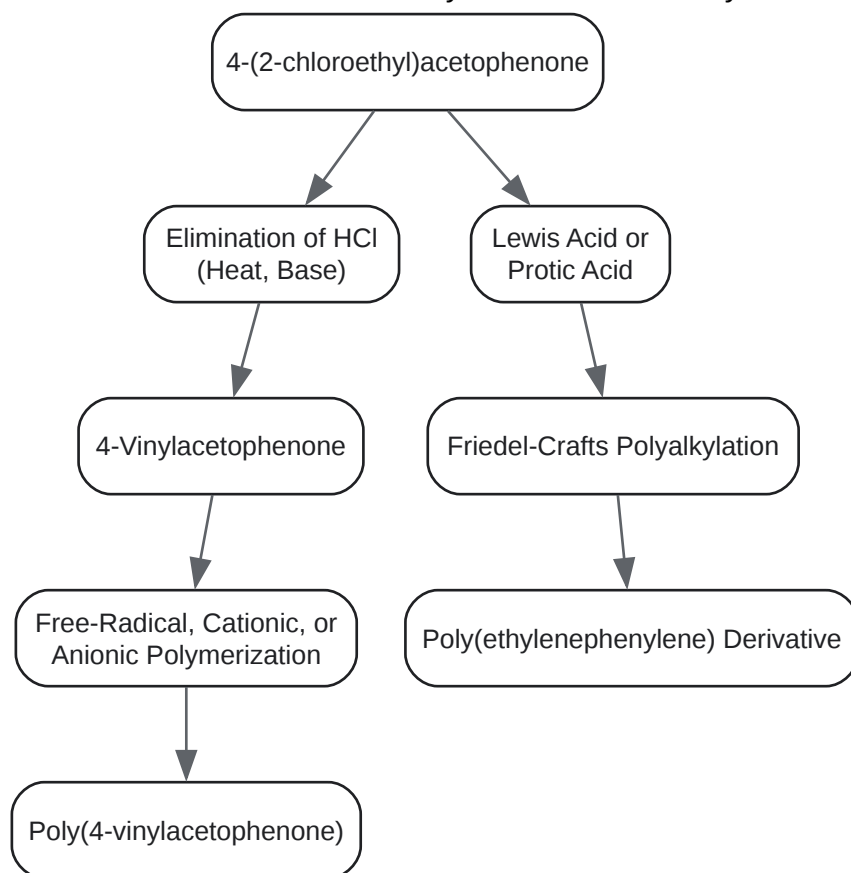 4-(2-chloroethyl)acetophenone
Elimination of HCl
(Heat, Base)
Lewis Acid or
Protic Acid
4-Vinylacetophenone
Friedel-Crafts Polyalkylation
Free-Radical, Cationic, or
Anionic Polymerization
Poly(ethylenephenylene) Derivative
Poly(4-vinylacetophenone)